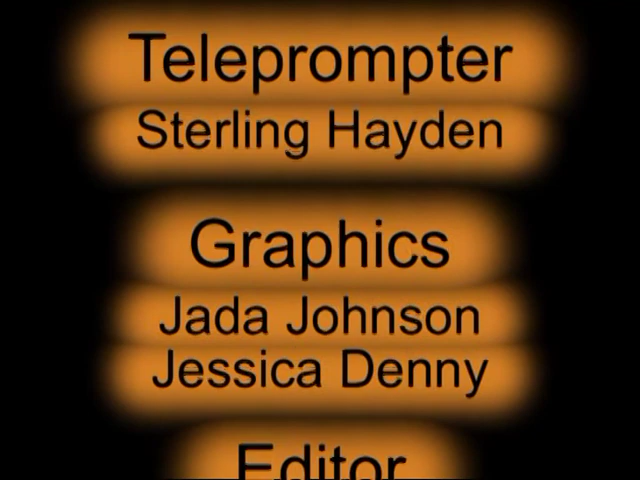 Teleprompter
Sterling Hayden
Graphics
Jada Johnson
Jessica Denny
Editor